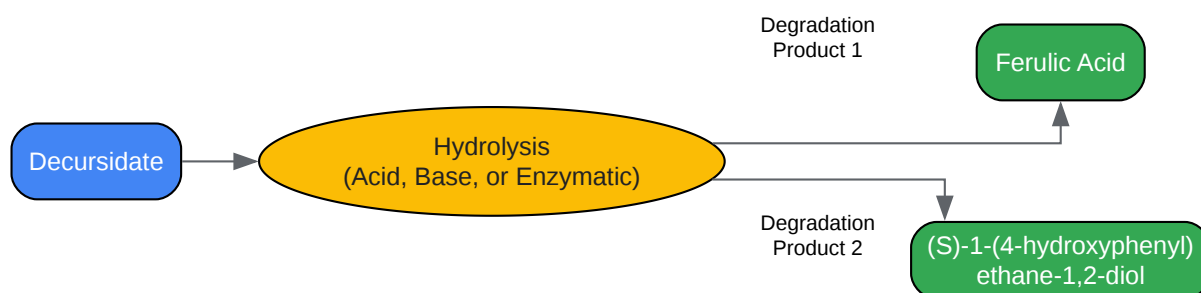 Decursidate
Hydrolysis
(Acid, Base, or Enzymatic)
Degradation
Product 1
Ferulic Acid
Degradation
Product 2
(S)-1-(4-hydroxyphenyl)
ethane-1,2-diol